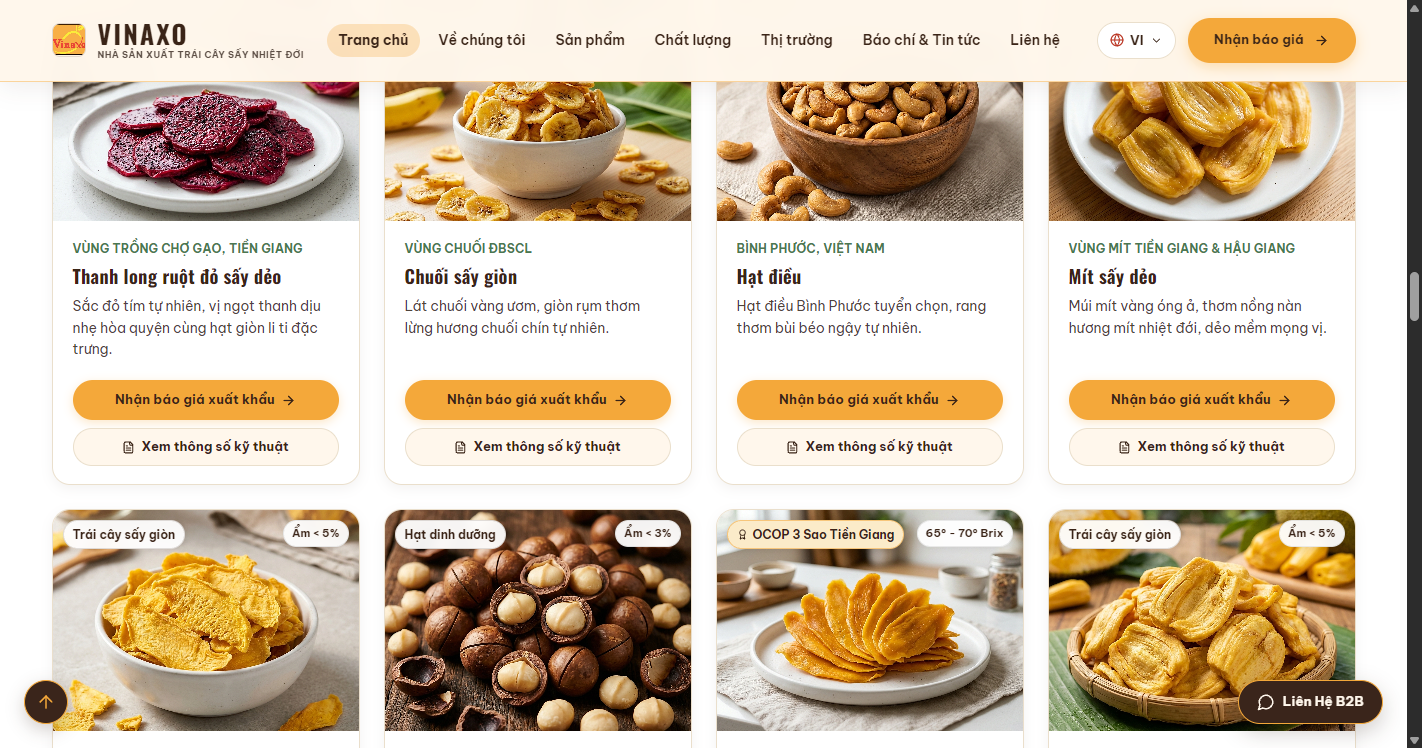 Vinaxo
VINAXO
NHÀ SẢN XUẤT TRÁI CÂY SẤY NHIỆT ĐỚI
Trang chủ
Về chúng tôi
Sản phẩm
Chất lượng
Thị trường
Báo chí & Tin tức
Liên hệ
VI
Nhận báo giá
VÙNG TRỒNG CHỢ GẠO, TIỀN GIANG
Thanh long ruột đỏ sấy dẻo
Sắc đỏ tím tự nhiên, vị ngọt thanh dịu
nhẹ hòa quyện cùng hạt giòn li ti đặc
trưng.
Nhận báo giá xuất khẩu
Xem thông số kỹ thuật
VÙNG CHUỐI ĐBSCL
Chuối sấy giòn
Lát chuối vàng ươm, giòn rụm thơm
lừng hương chuối chín tự nhiên.
Nhận báo giá xuất khẩu
Xem thông số kỹ thuật
BÌNH PHƯỚC, VIỆT NAM
Hạt điều
Hạt điều Bình Phước tuyển chọn, rang
thơm bùi béo ngậy tự nhiên.
Nhận báo giá xuất khẩu
Xem thông số kỹ thuật
VÙNG MÍT TIỀN GIANG & HẬU GIANG
Mít sấy dẻo
Múi mít vàng óng ả, thơm nồng nàn
hương mít nhiệt đới, dẻo mềm mọng vị.
Nhận báo giá xuất khẩu
Xem thông số kỹ thuật
Trái cây sấy giòn
Ẩm < 5%
Hạt dinh dưỡng
Ẩm < 3%
OCOP 3 Sao Tiền Giang
65° - 70° Brix
Trái cây sấy giòn
Ẩm < 5%
Liên Hệ B2B